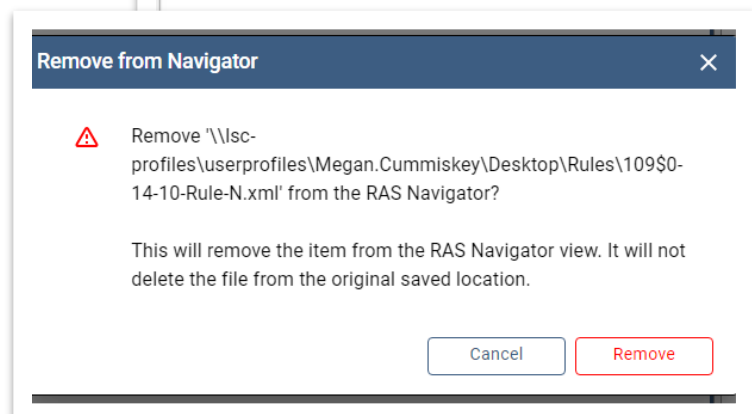 Remove from Navigator
Remove '\\lsc-
profiles\userprofiles\Megan.Cummiskey\Desktop\Rules\109$0-
14-10-Rule-N.xml' from the RAS Navigator?
This will remove the item from the RAS Navigator view. It will not
delete the file from the original saved location.
Cancel
Remove